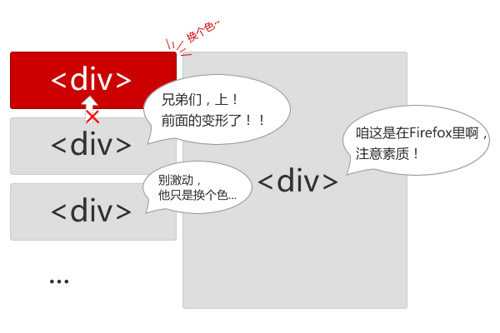 换个色~
<div>
兄弟们，上！
前面的变形了！！
<div>
咱这是在Firefox里啊，
注意素质！
别激动，
他只是换个色...
<div>
<div>
...